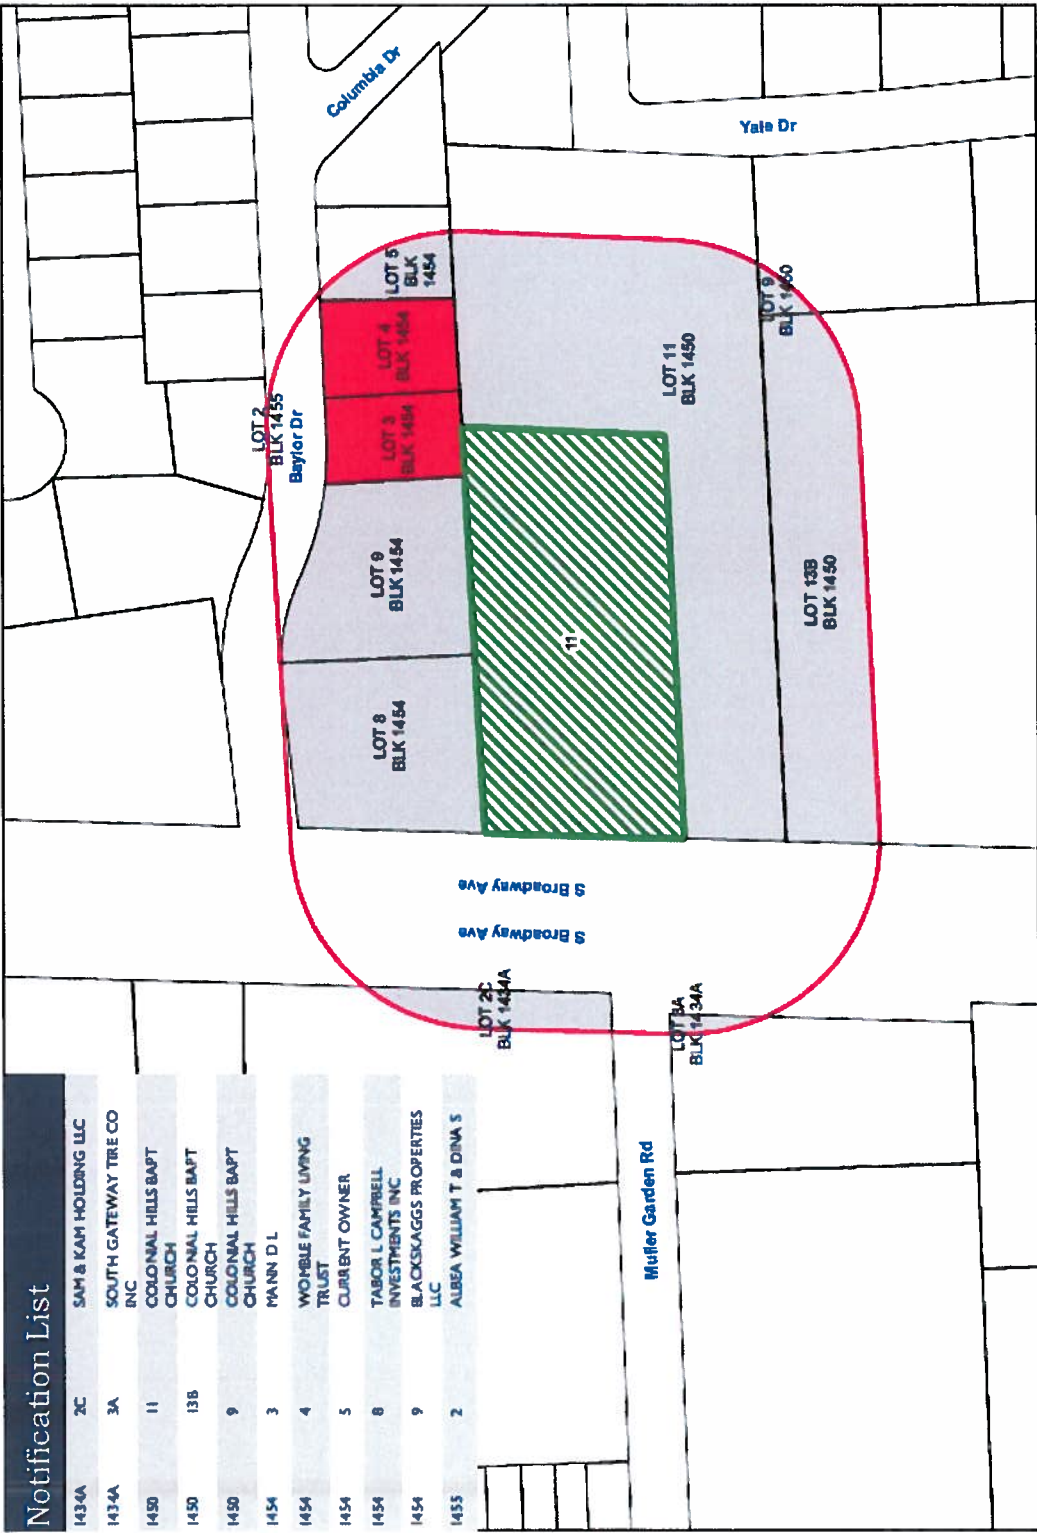 Notification List
1434A 2C SAM & KAM HOLDING LLC
1434A 3A SOUTH GATEWAY TIRE CO
INC
1450 11 COLONIAL HILLS BAPT
CHURCH
1450 13B COLONIAL HILLS BAPT
CHURCH
1450 9 COLONIAL HILLS BAPT
CHURCH
1454 3 MANN D L
1454 4 WOMBLE FAMILY LIVING
TRUST
1454 5 CURRENT OWNER
1454 8 TABOR L CAMPBELL
INVESTMENTS INC
1454 9 BLACKSKAGGS PROPERTIES
LLC
1455 2 ALBEA WILLIAM T & DINA S
Columbia Dr
Yale Dr
LOT 5
BLK
1454
LOT 4
BLK 1454
LOT 3
BLK 1454
LOT 2
BLK 1455
Baylor Dr
LOT 9
BLK 1454
LOT 8
BLK 1454
LOT 9
BLK 1450
LOT 11
BLK 1450
LOT 13B
BLK 1450
11
S Broadway Ave
S Broadway Ave
LOT 2C
BLK 1434A
LOT 3A
BLK 1434A
Muller Garden Rd